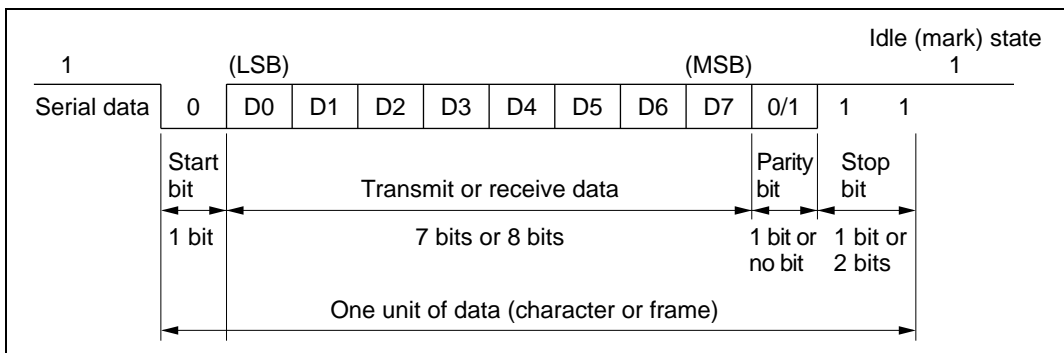 Idle (mark) state
1 (LSB) (MSB) 1
Serial data 0 D0 D1 D2 D3 D4 D5 D6 D7 0/1 1 1
Start bit
Transmit or receive data
Parity bit
Stop bit
1 bit
7 bits or 8 bits
1 bit or no bit
1 bit or 2 bits
One unit of data (character or frame)